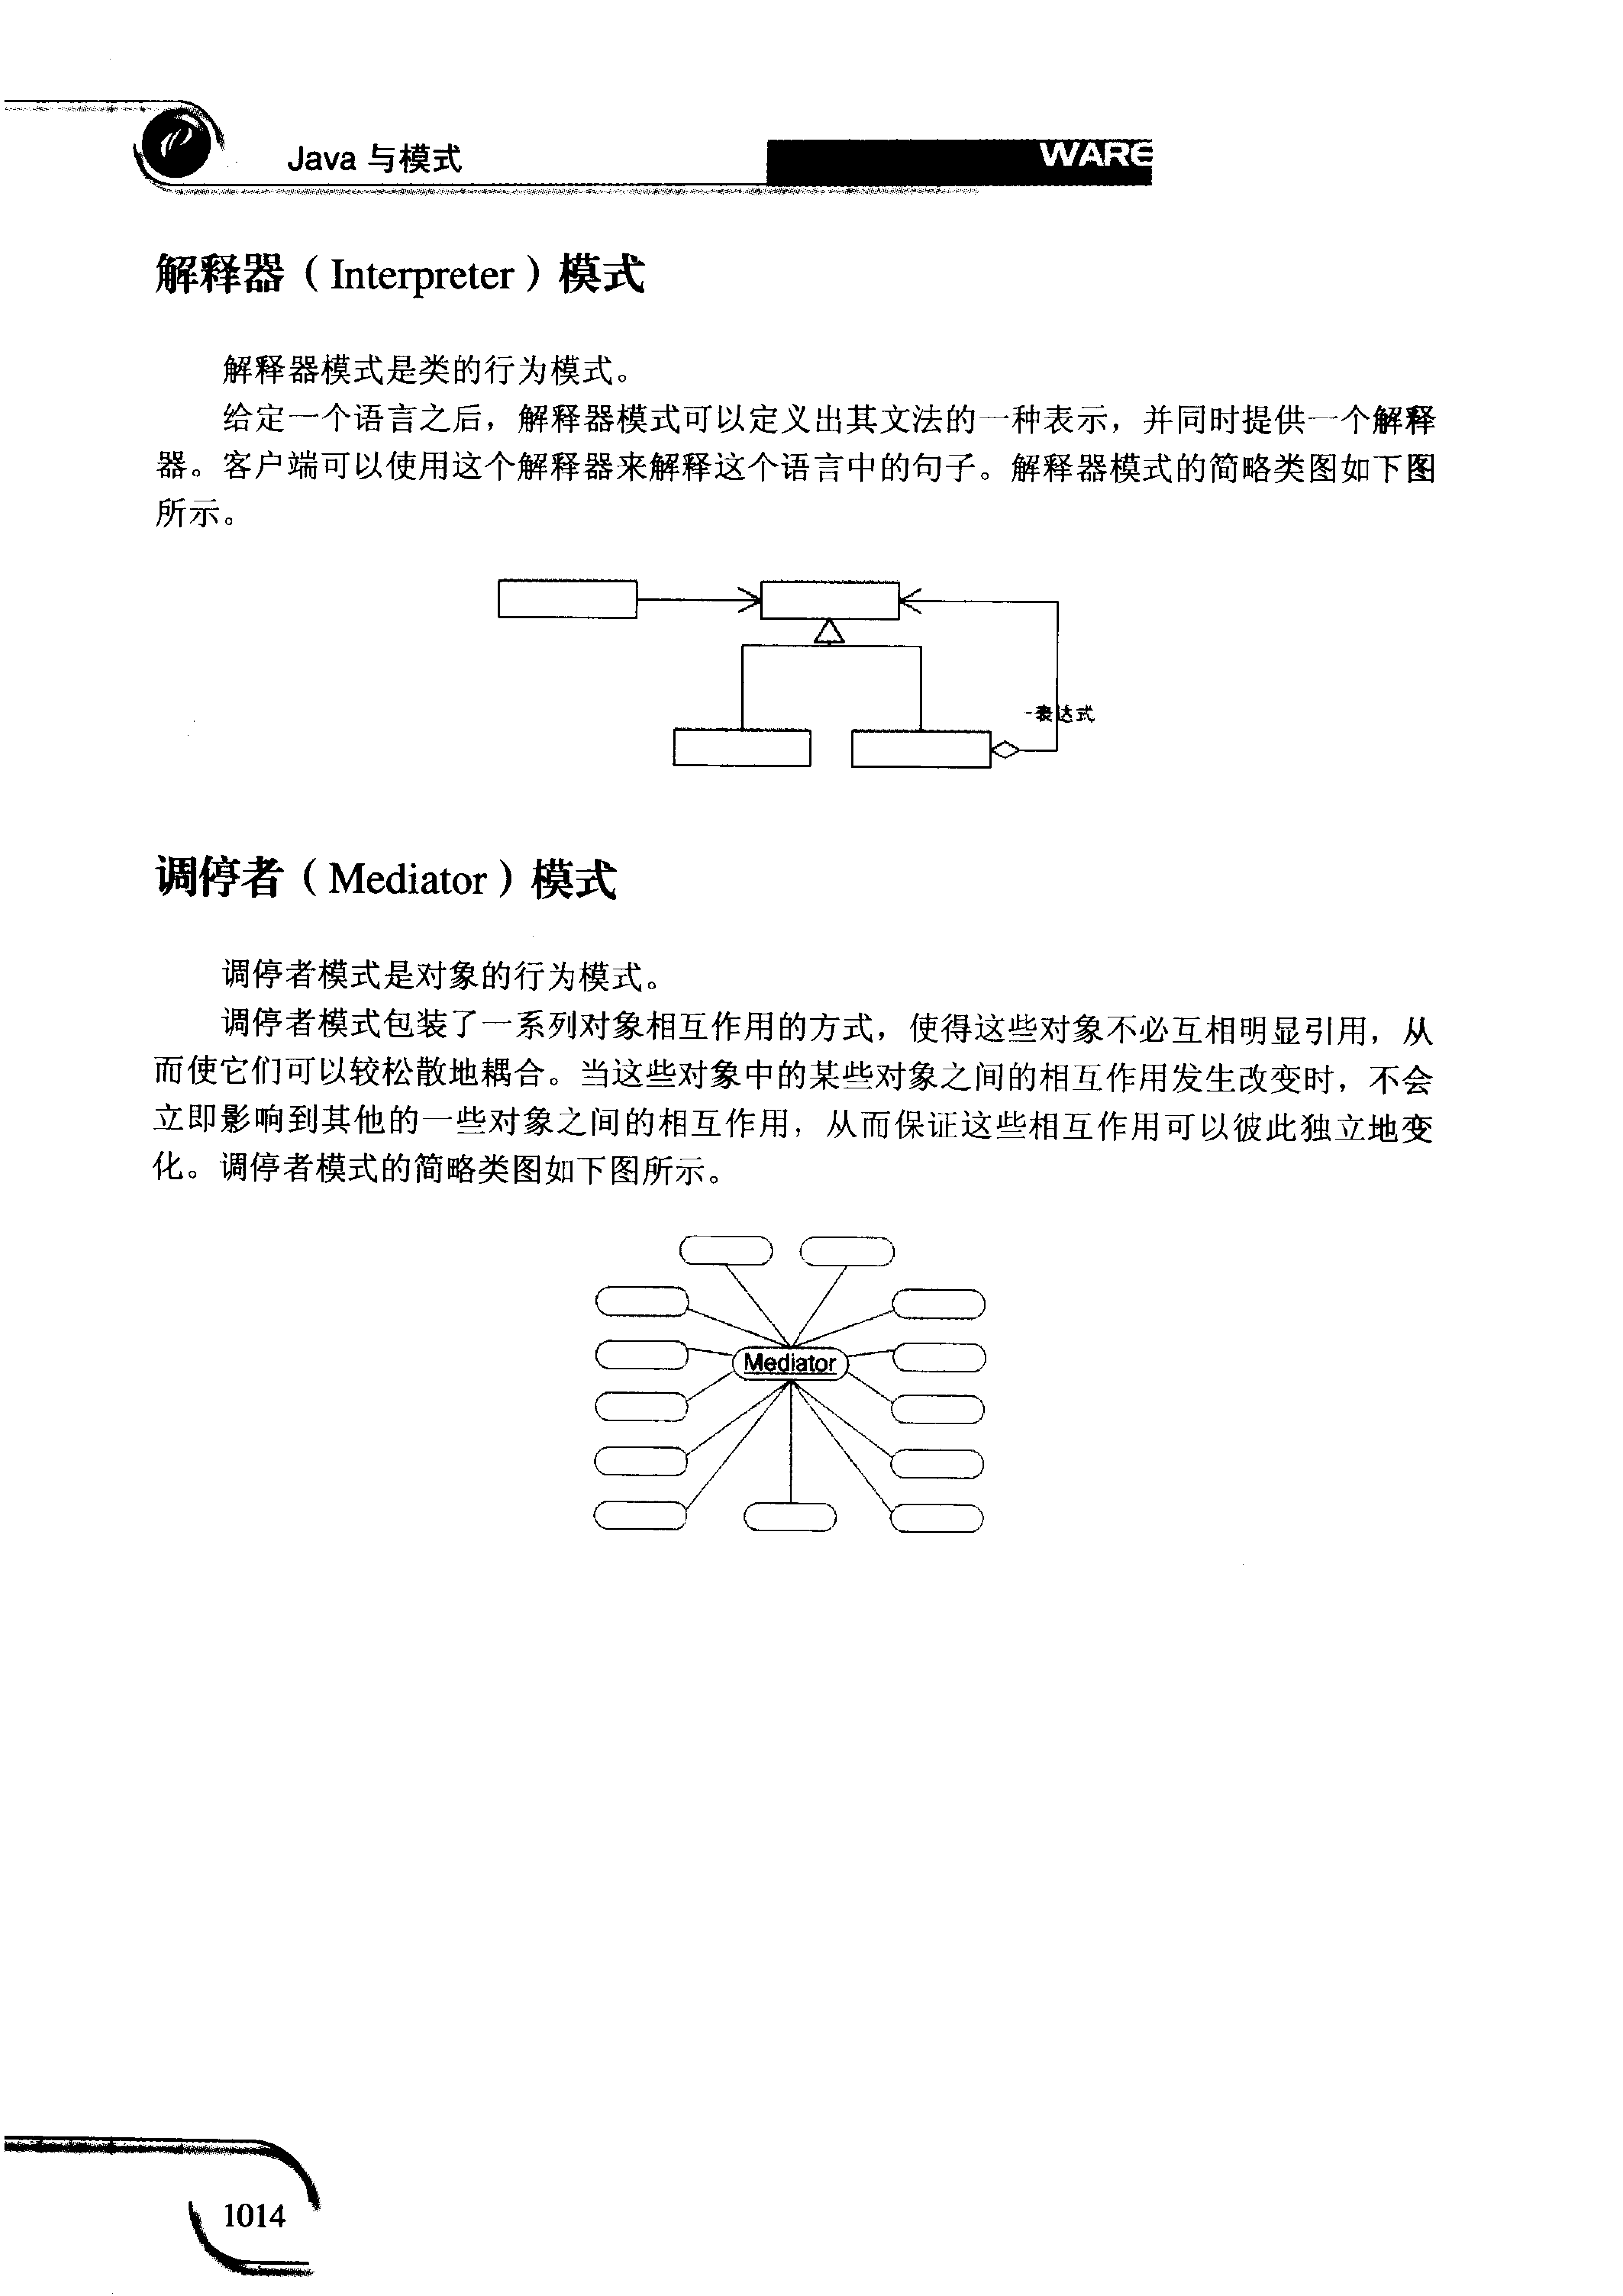 Java 与模式
WARE
解释器（Interpreter）模式
解释器模式是类的行为模式。
给定一个语言之后，解释器模式可以定义出其文法的一种表示，并同时提供一个解释
器。客户端可以使用这个解释器来解释这个语言中的句子。解释器模式的简略类图如下图
所示。
-表达式
调停者（Mediator）模式
调停者模式是对象的行为模式。
调停者模式包装了一系列对象相互作用的方式，使得这些对象不必互相明显引用，从
而使它们可以较松散地耦合。当这些对象中的某些对象之间的相互作用发生改变时，不会
立即影响到其他的一些对象之间的相互作用，从而保证这些相互作用可以彼此独立地变
化。调停者模式的简略类图如下图所示。
Mediator
1014